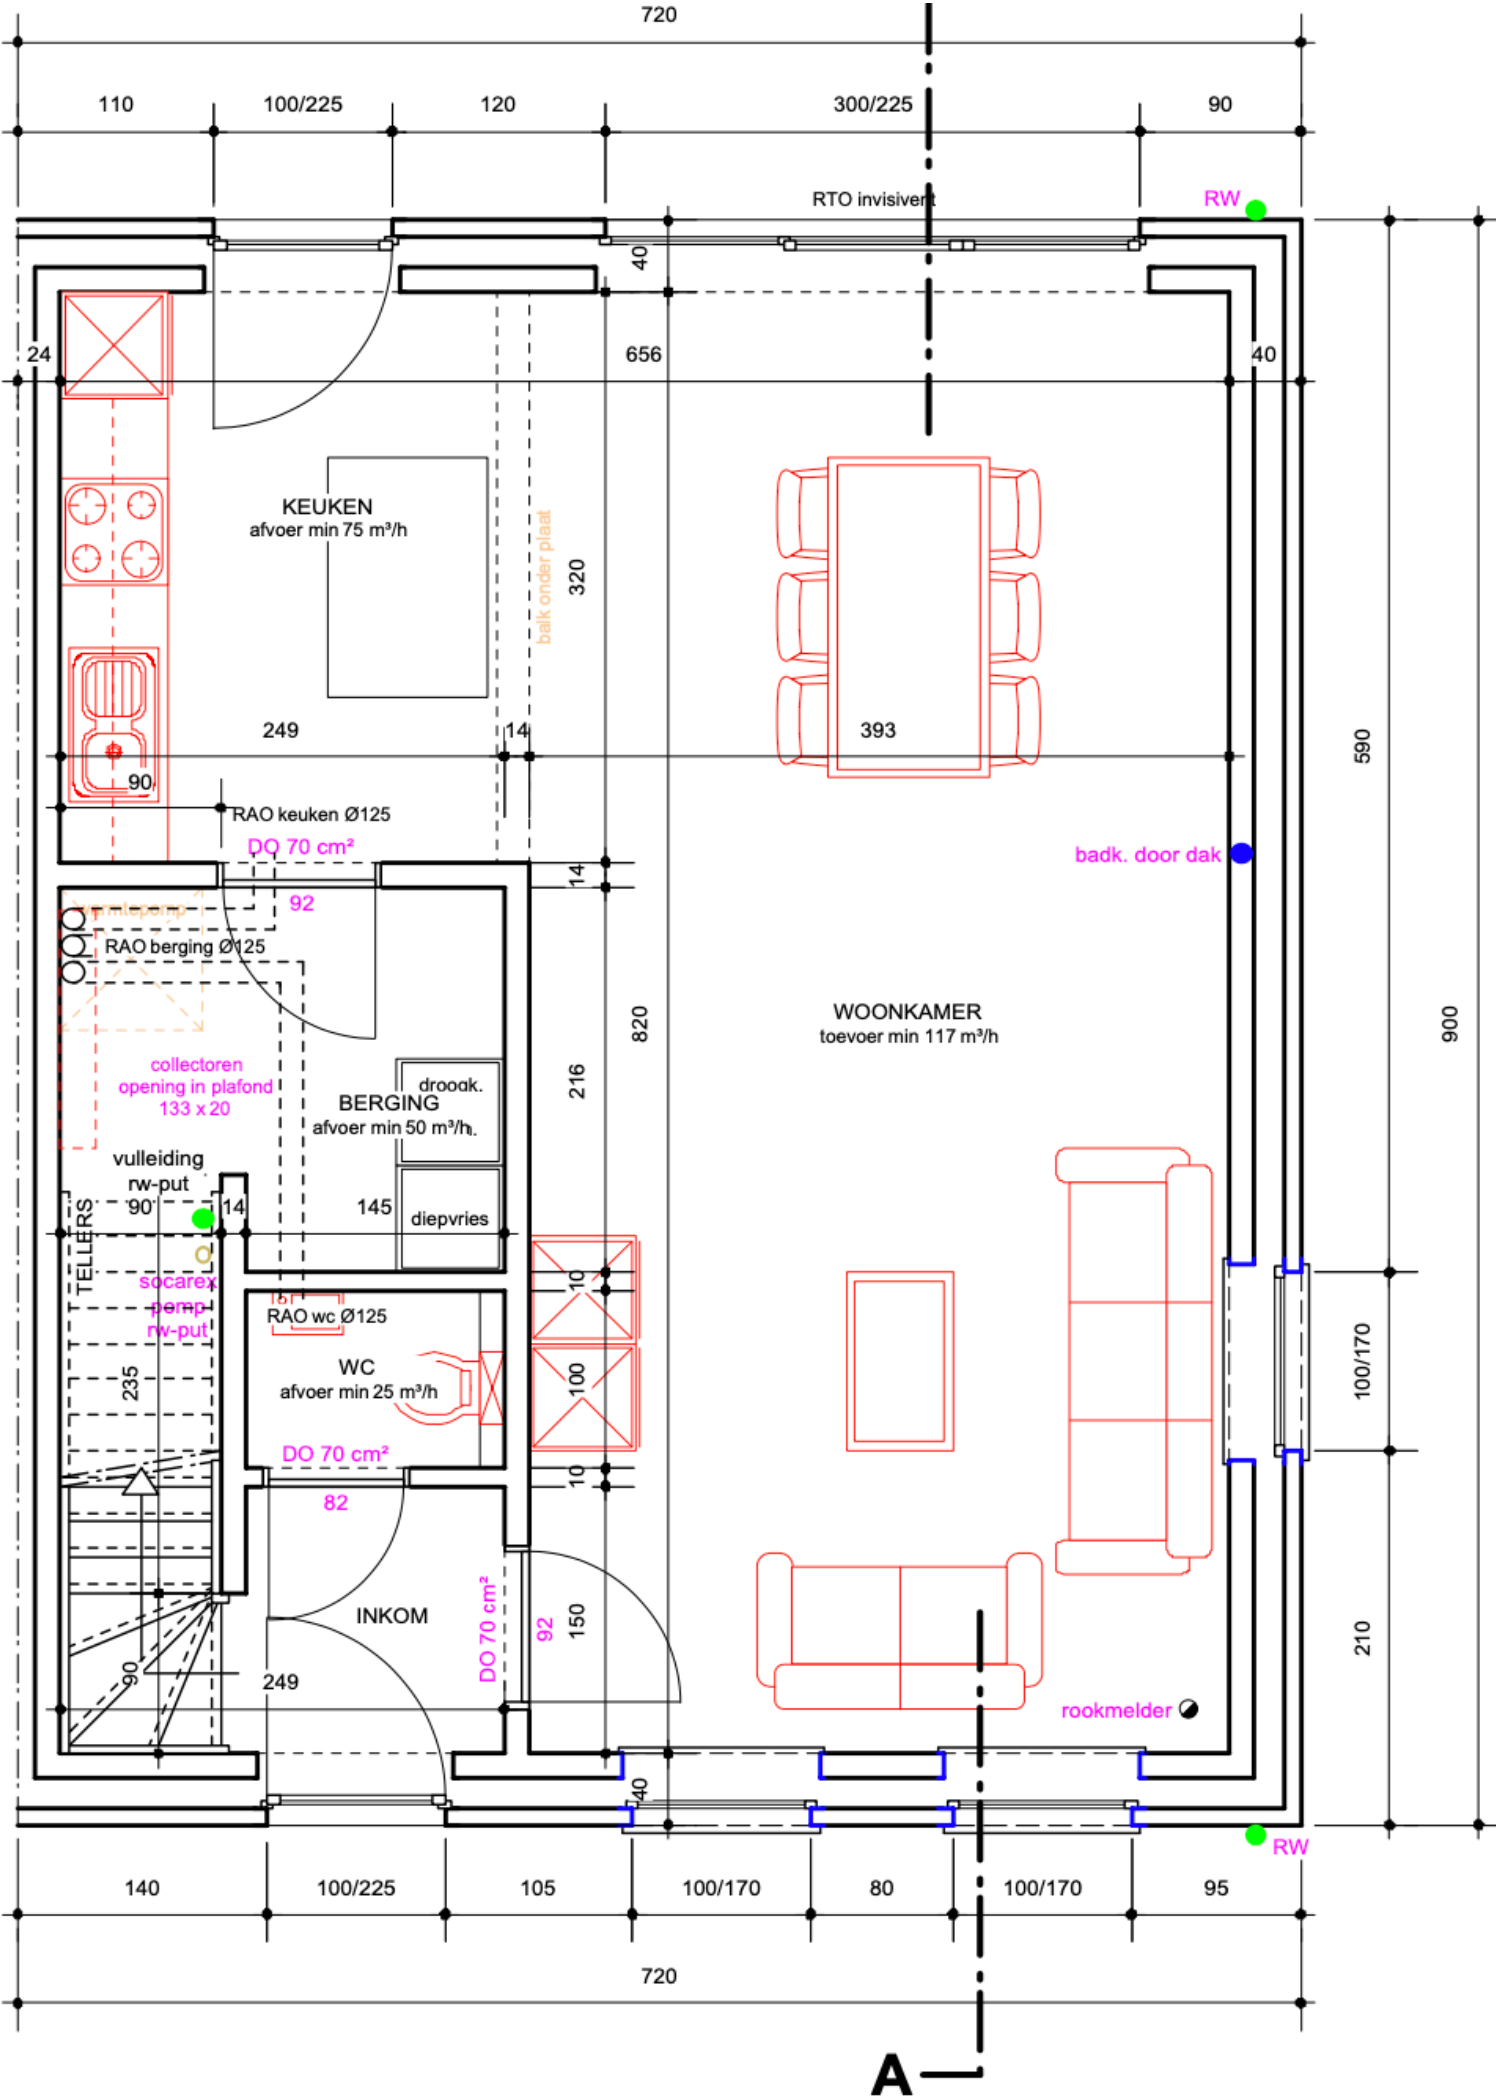 720
110
100/225
120
300/225
90
RTO invisivent
RW
40
24
656
40
KEUKEN
afvoer min 75 m³/h
balk onder plaat
320
249
14
393
590
90
RAO keuken Ø125
DO 70 cm²
14
badk. door dak
92
warmtepomp
RAO berging Ø125
WOONKAMER
toevoer min 117 m³/h
820
900
collectoren
opening in plafond
133 x 20
216
droogk.
BERGING
afvoer min 50 m³/h
vulleiding
rw-put
90
14
145
diepvries
TELLERS
socarex
pomp
rw-put
10
RAO wc Ø125
WC
afvoer min 25 m³/h
235
100
100/170
DO 70 cm²
10
82
INKOM
DO 70 cm²
92
150
210
90
249
rookmelder
40
RW
140
100/225
105
100/170
80
100/170
95
720
A